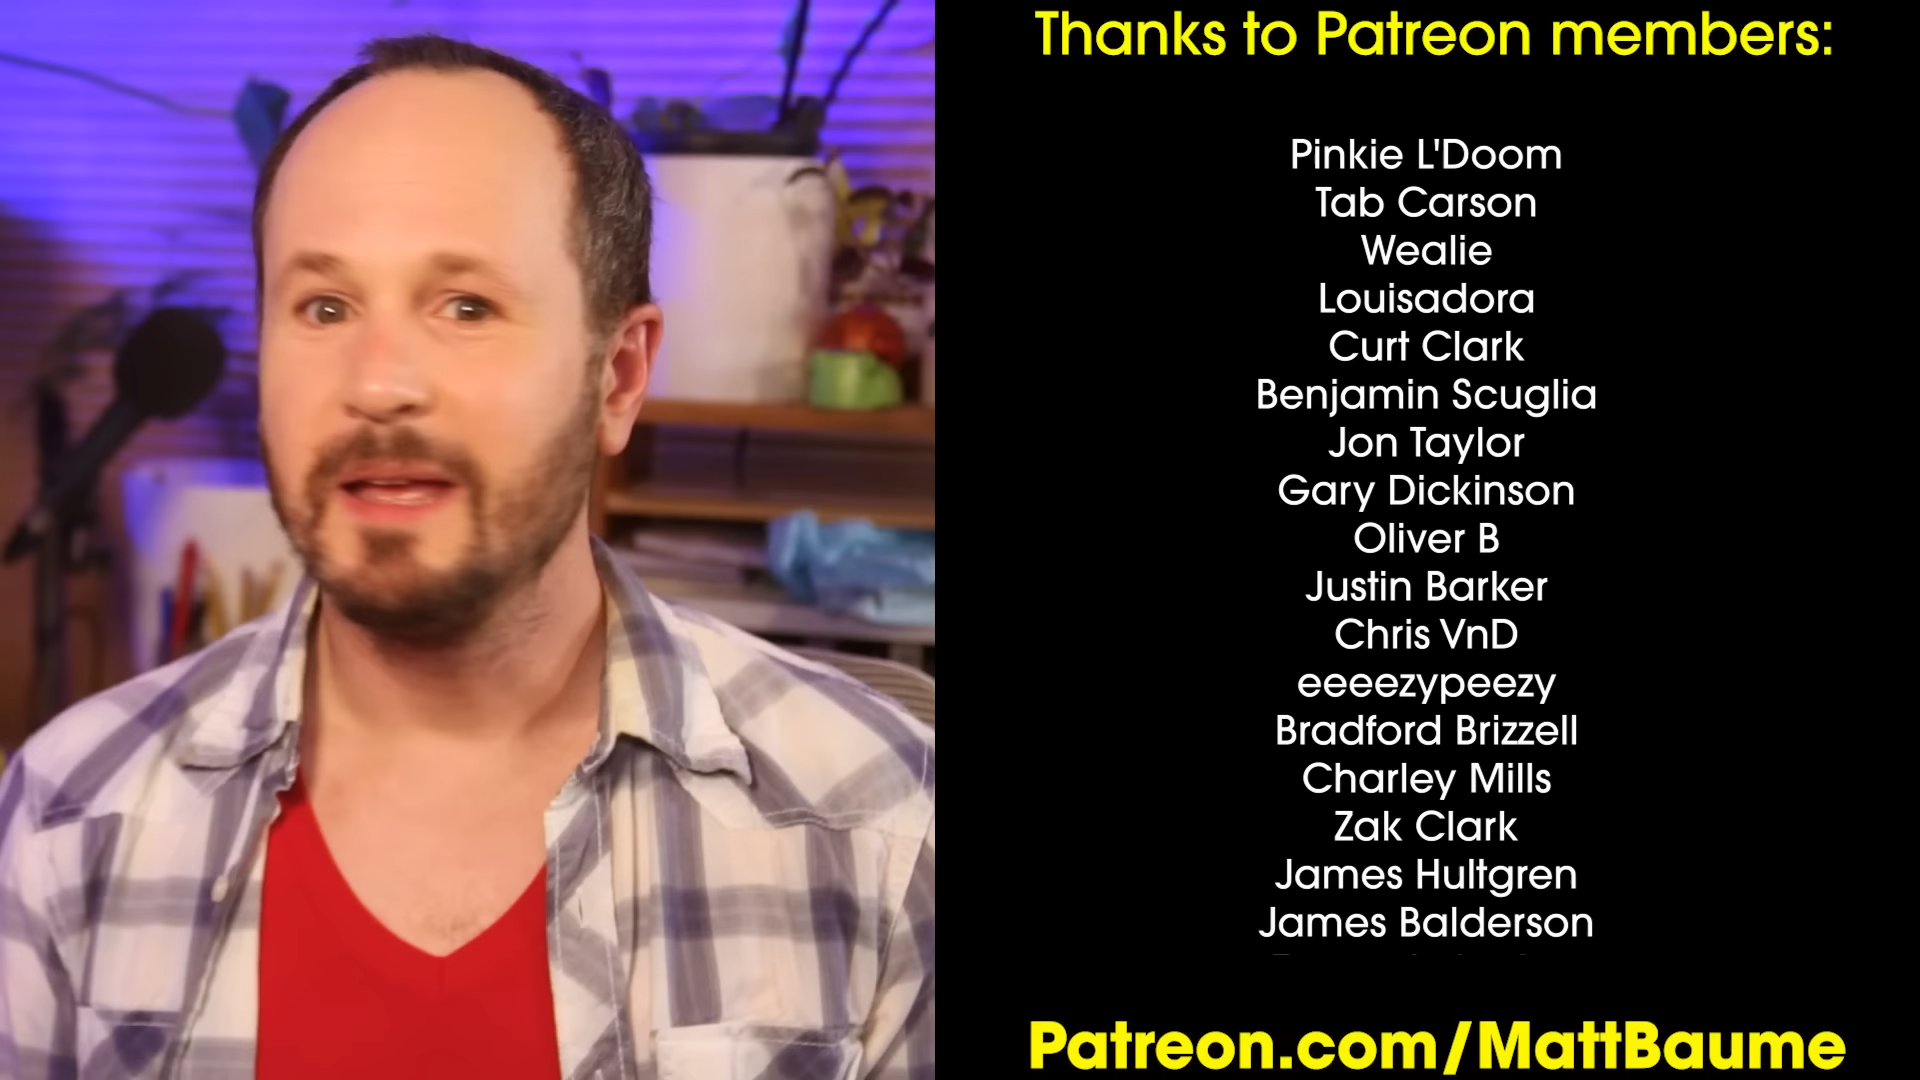 Thanks to Patreon members:
Pinkie L'Doom
Tab Carson
Wealie
Louisadora
Curt Clark
Benjamin Scuglia
Jon Taylor
Gary Dickinson
Oliver B
Justin Barker
Chris VnD
eeeezypeezy
Bradford Brizzell
Charley Mills
Zak Clark
James Hultgren
James Balderson
Patreon.com/MattBaume